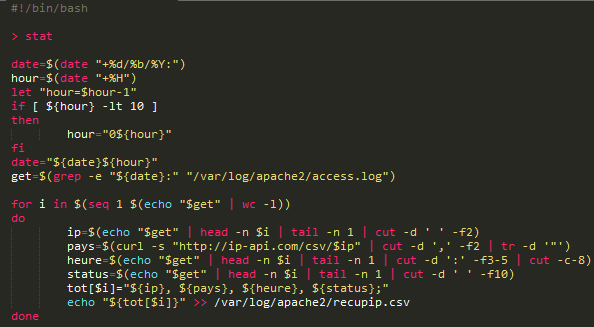 #!/bin/bash
> stat
date=$(date "+%d/%b/%Y:")
hour=$(date "+%H")
let "hour=$hour-1"
if [ ${hour} -lt 10 ]
then
hour="0${hour}"
fi
date="${date}${hour}"
get=$(grep -e "${date}:" "/var/log/apache2/access.log")
for i in $(seq 1 $(echo "$get" | wc -l))
do
ip=$(echo "$get" | head -n $i | tail -n 1 | cut -d ' ' -f2)
pays=$(curl -s "http://ip-api.com/csv/$ip" | cut -d ',' -f2 | tr -d '"')
heure=$(echo "$get" | head -n $i | tail -n 1 | cut -d ':' -f3-5 | cut -c-8)
status=$(echo "$get" | head -n $i | tail -n 1 | cut -d ' ' -f10)
tot[$i]="${ip}, ${pays}, ${heure}, ${status};"
echo "${tot[$i]}" >> /var/log/apache2/recupip.csv
done